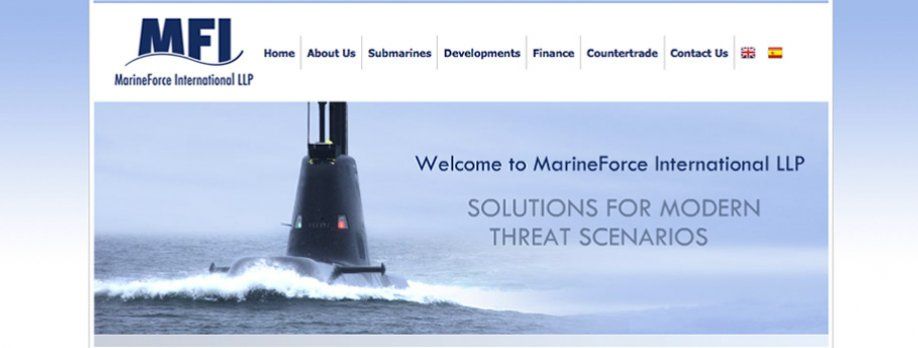 MFI
MarineForce International LLP
Home About Us Submarines Developments Finance Countertrade Contact Us
Welcome to MarineForce International LLP
SOLUTIONS FOR MODERN
THREAT SCENARIOS